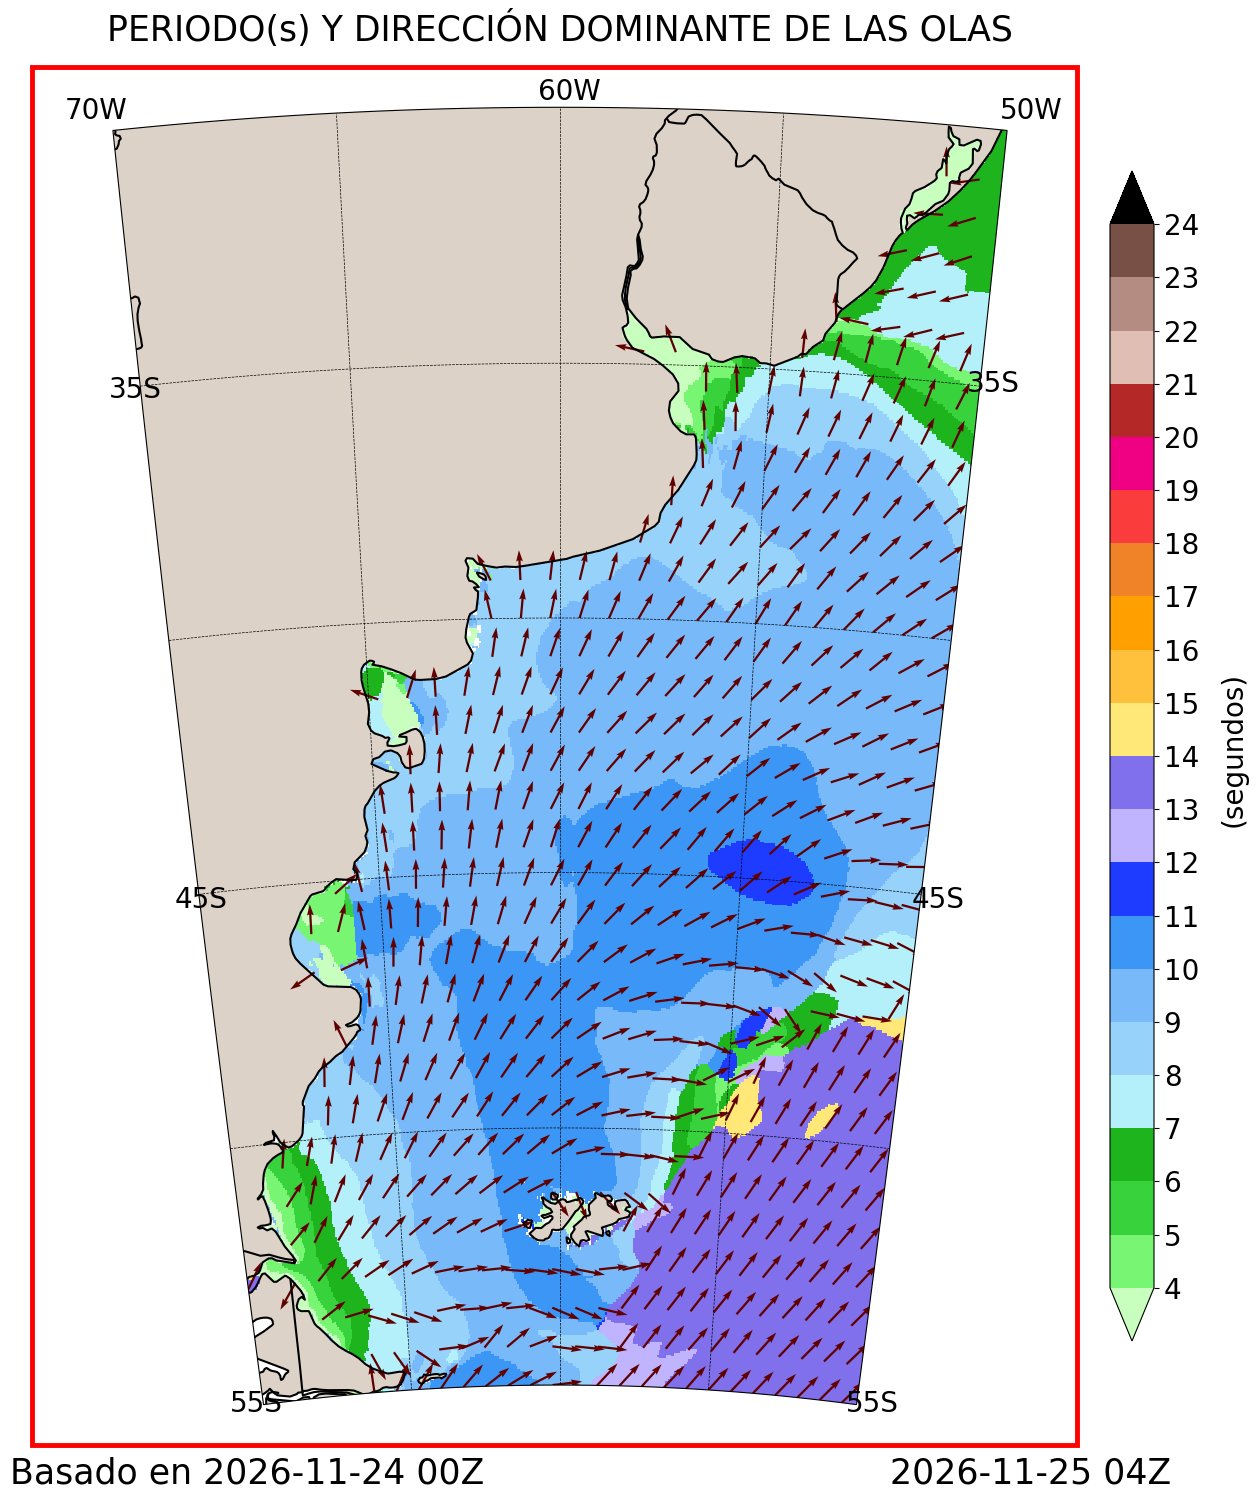 PERIODO(s) Y DIRECCIÓN DOMINANTE DE LAS OLAS
70W
60W
50W
35S
35S
45S
45S
55S
55S
24
23
22
21
20
19
18
17
16
15
14
13
12
11
10
9
8
7
6
5
4
(segundos)
Basado en 2026-11-24 00Z
2026-11-25 04Z